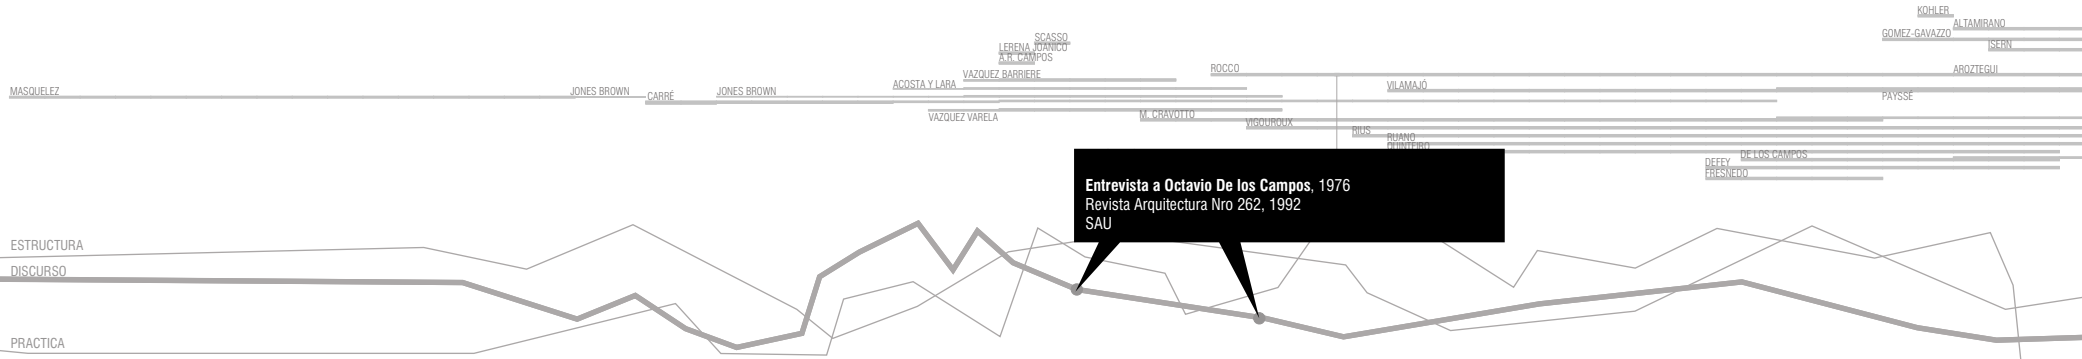 KOHLER
ALTAMIRANO
GOMEZ-GAVAZZO
ISERN
SCASSO
LERENA JOANICO
A.R. CAMPOS
ROCCO
AROZTEGUI
VAZQUEZ BARRIERE
ACOSTA Y LARA
VILAMAJÓ
MASQUELEZ
JONES BROWN
CARRÉ
JONES BROWN
PAYSSÉ
VAZQUEZ VARELA
M. CRAVOTTO
VIGOUROUX
RIUS
RUANO
QUINTEIRO
DE LOS CAMPOS
DEFEY
FRESNEDO
Entrevista a Octavio De los Campos, 1976
Revista Arquitectura Nro 262, 1992
SAU
ESTRUCTURA
DISCURSO
PRACTICA